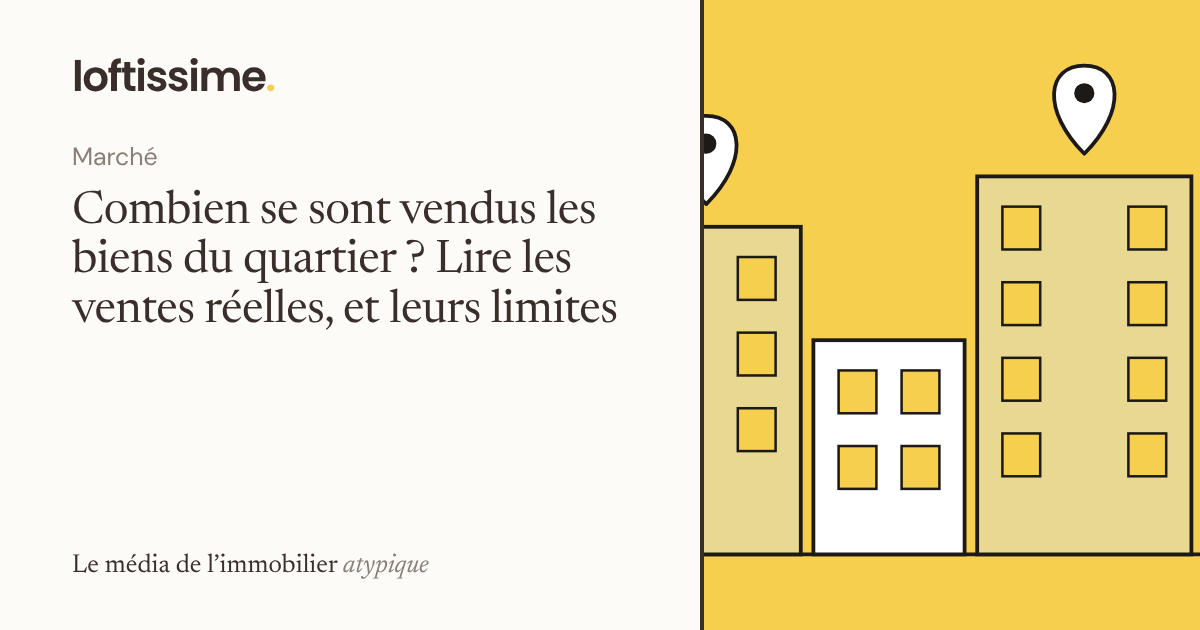 loftissime.
Marché
Combien se sont vendus les
biens du quartier ? Lire les
ventes réelles, et leurs limites
Le média de l’immobilier atypique